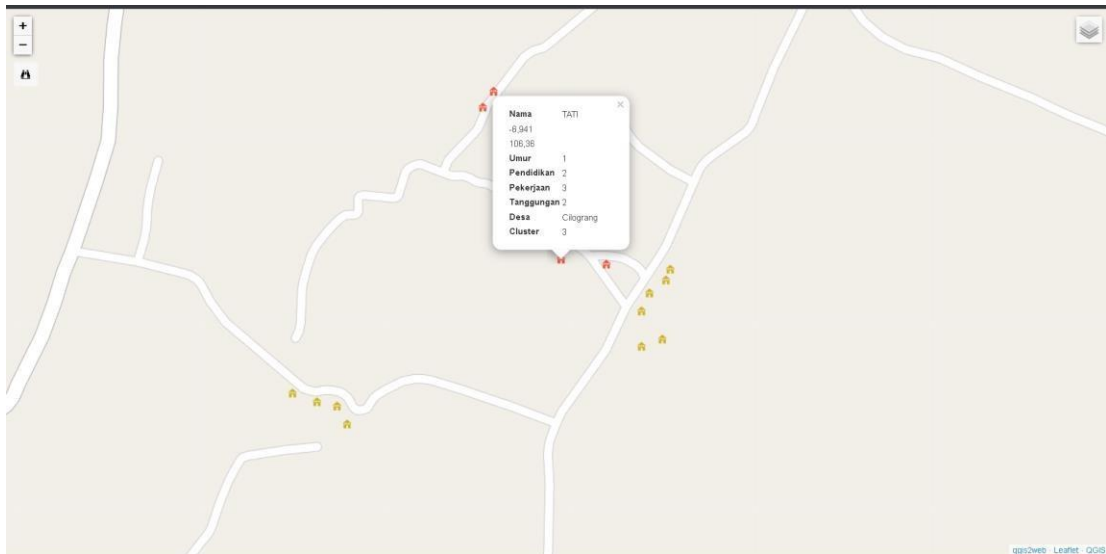 +
−
×
Nama TATI
-6,941
106,36
Umur 1
Pendidikan 2
Pekerjaan 3
Tanggungan 2
Desa Cilograng
Cluster 3
qgis2web · Leaflet · QGIS